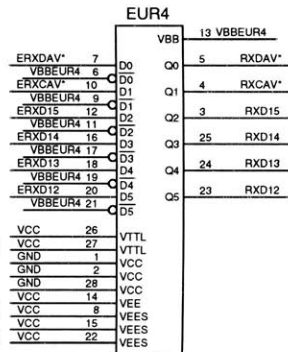 EUR4
VBB 13 VBBEUR4
ERXDAV* 7 D0 Q0 5 RXDAV*
VBBEUR4 6 D0
ERXCAV* 10 D1 Q1 4 RXCAV*
VBBEUR4 9 D1
ERXD15 12 D2 Q2 3 RXD15
VBBEUR4 11 D2
ERXD14 16 D3 Q3 25 RXD14
VBBEUR4 17 D3
ERXD13 18 D4 Q4 24 RXD13
VBBEUR4 19 D4
ERXD12 20 D5 Q5 23 RXD12
VBBEUR4 21 D5
VCC 26 VTTL
VCC 27 VTTL
GND 1 VCC
GND 2 VCC
GND 28 VCC
VCC 14 VEE
VCC 8 VEES
VCC 15 VEES
VCC 22 VEES